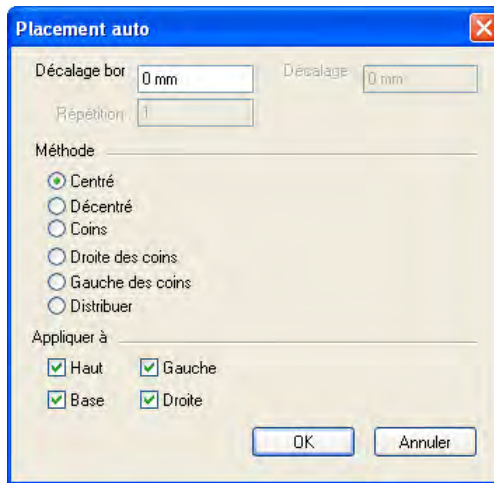 Placement auto
Décalage bor 0 mm Décalage 0 mm
Répétition 1
Méthode
Centré
Décentré
Coins
Droite des coins
Gauche des coins
Distribuer
Appliquer à
Haut Gauche
Base Droite
OK Annuler